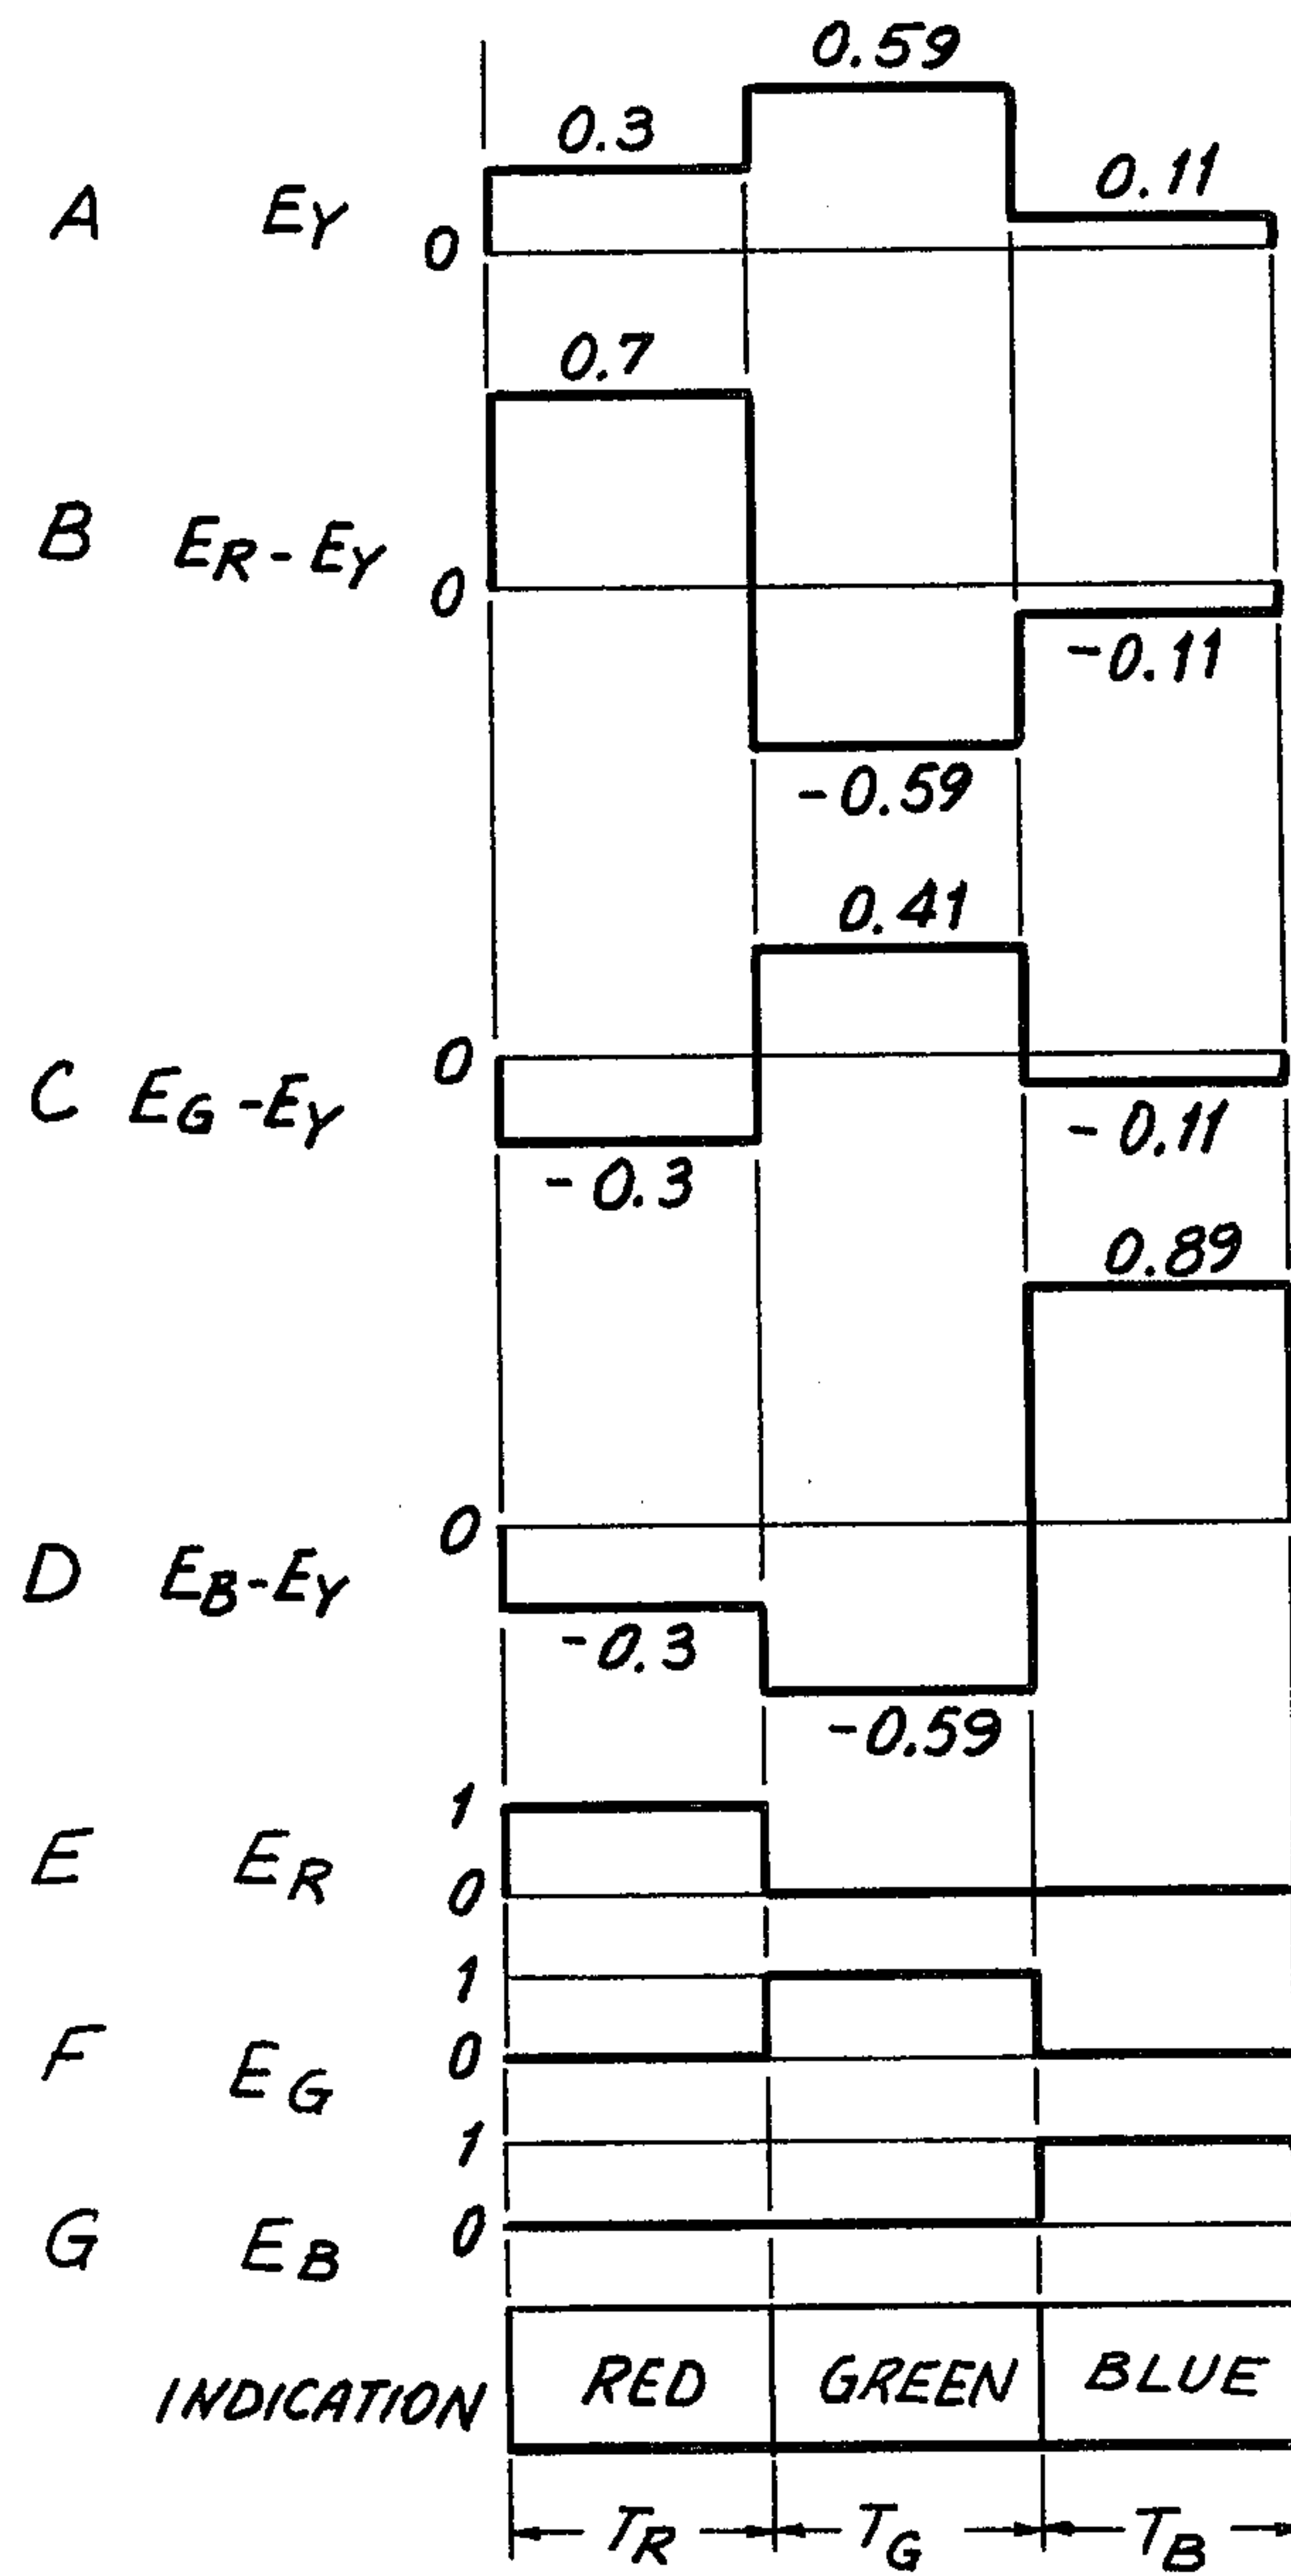 0.59
0.3
0.11
A EY
0
0.7
B ER - EY
0
-0.11
-0.59
0.41
0
C EG - EY
-0.11
-0.3
0.89
0
D EB - EY
-0.3
-0.59
1
E ER
0
1
F EG
0
1
G EB
0
INDICATION RED GREEN BLUE
TR TG TB